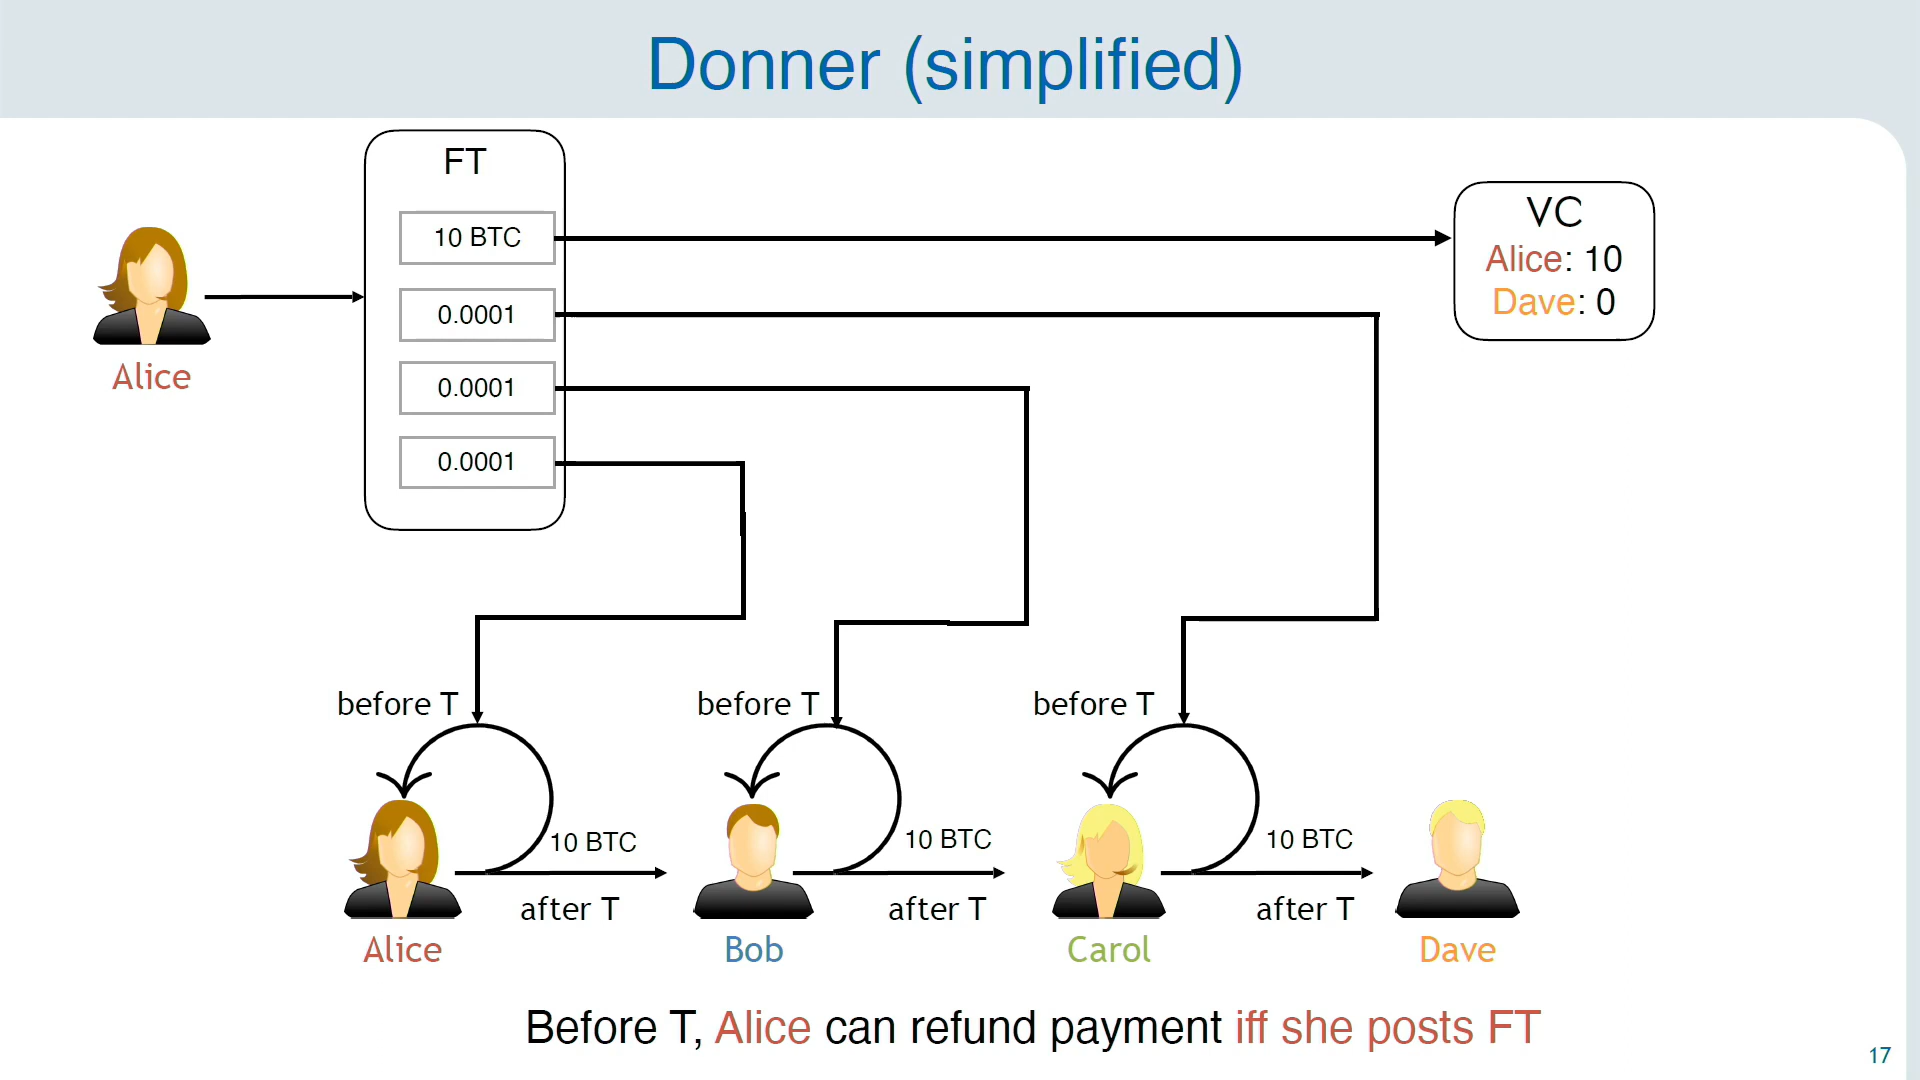 Donner (simplified)
FT
10 BTC
0.0001
0.0001
0.0001
VC
Alice: 10
Dave: 0
Alice
before T
before T
before T
10 BTC
10 BTC
10 BTC
after T
after T
after T
Alice
Bob
Carol
Dave
Before T, Alice can refund payment iff she posts FT
17